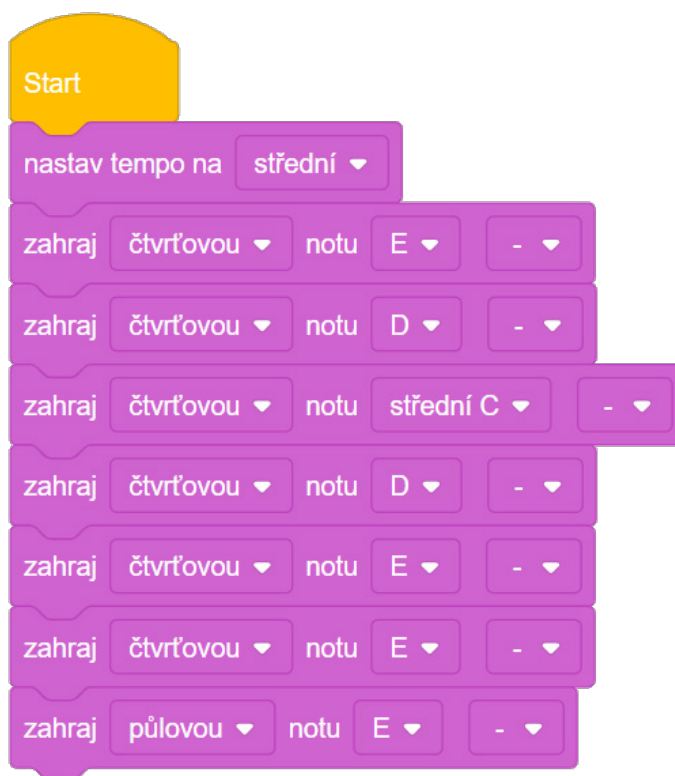 Start
nastav tempo na střední
zahraj čtvrťovou notu E -
zahraj čtvrťovou notu D -
zahraj čtvrťovou notu střední C -
zahraj čtvrťovou notu D -
zahraj čtvrťovou notu E -
zahraj čtvrťovou notu E -
zahraj půlovou notu E -